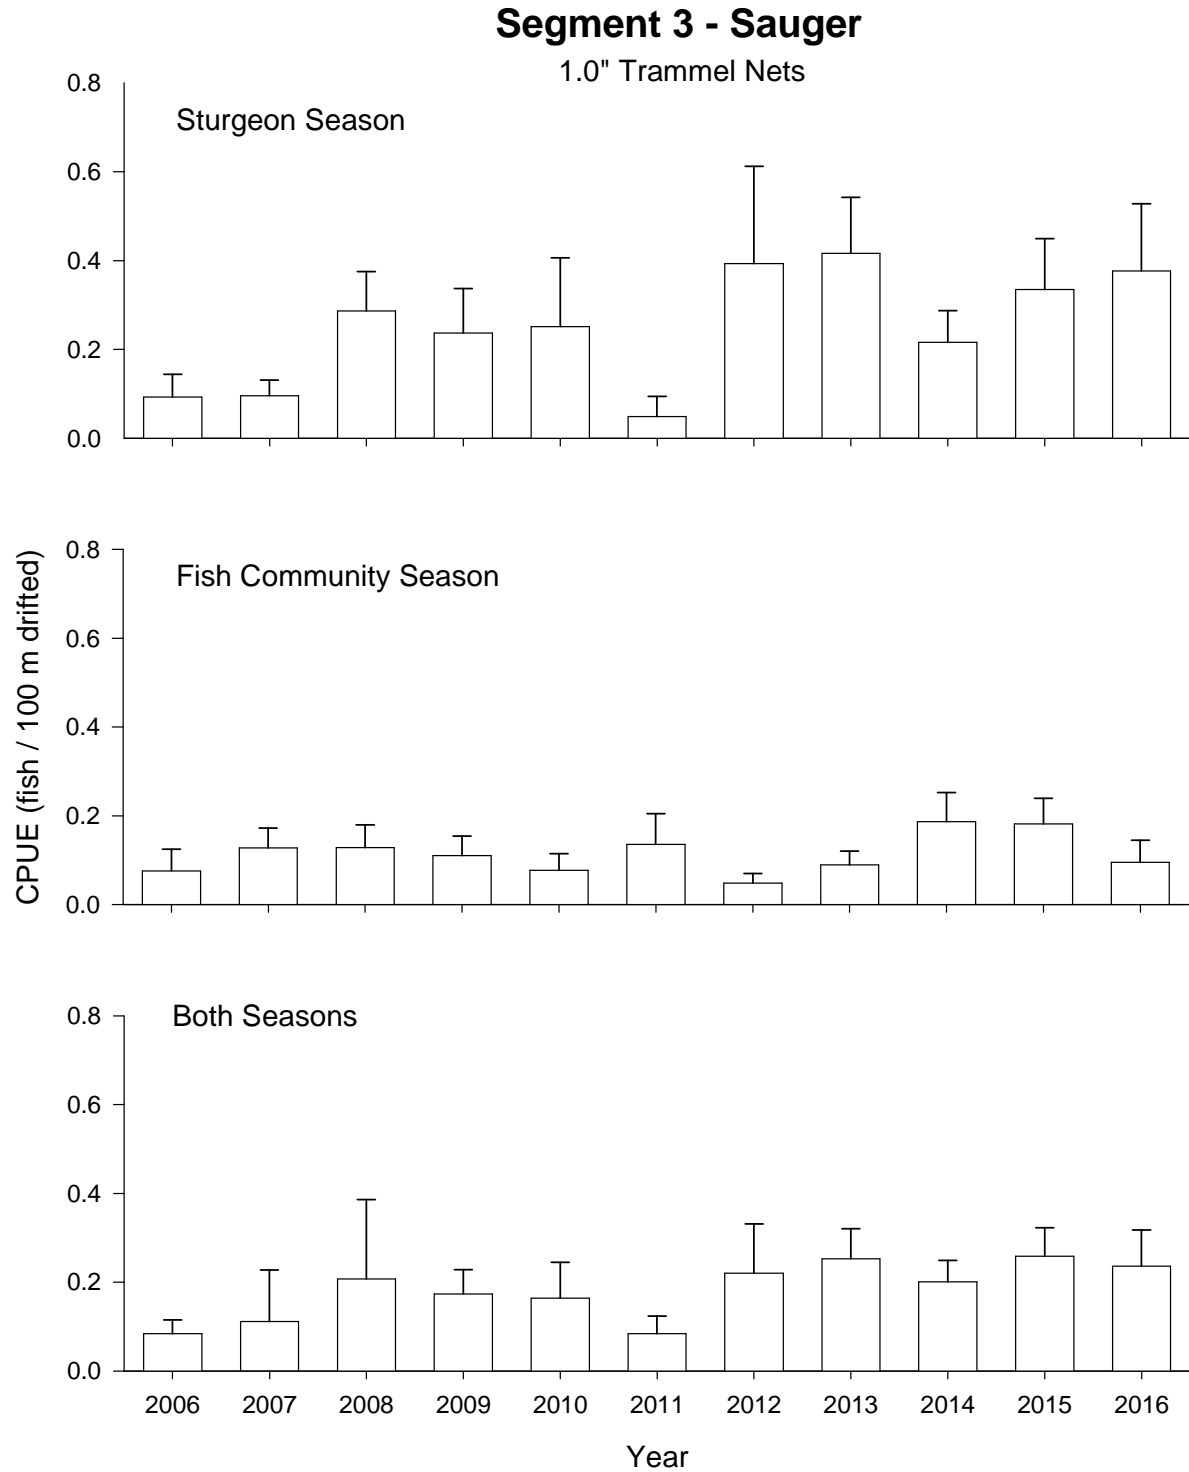 Segment 3 - Sauger
1.0" Trammel Nets
0.8
Sturgeon Season
0.6
0.4
0.2
0.0
CPUE (fish / 100 m drifted)
0.8
Fish Community Season
0.6
0.4
0.2
0.0
0.8
Both Seasons
0.6
0.4
0.2
0.0
2006 2007 2008 2009 2010 2011 2012 2013 2014 2015 2016
Year